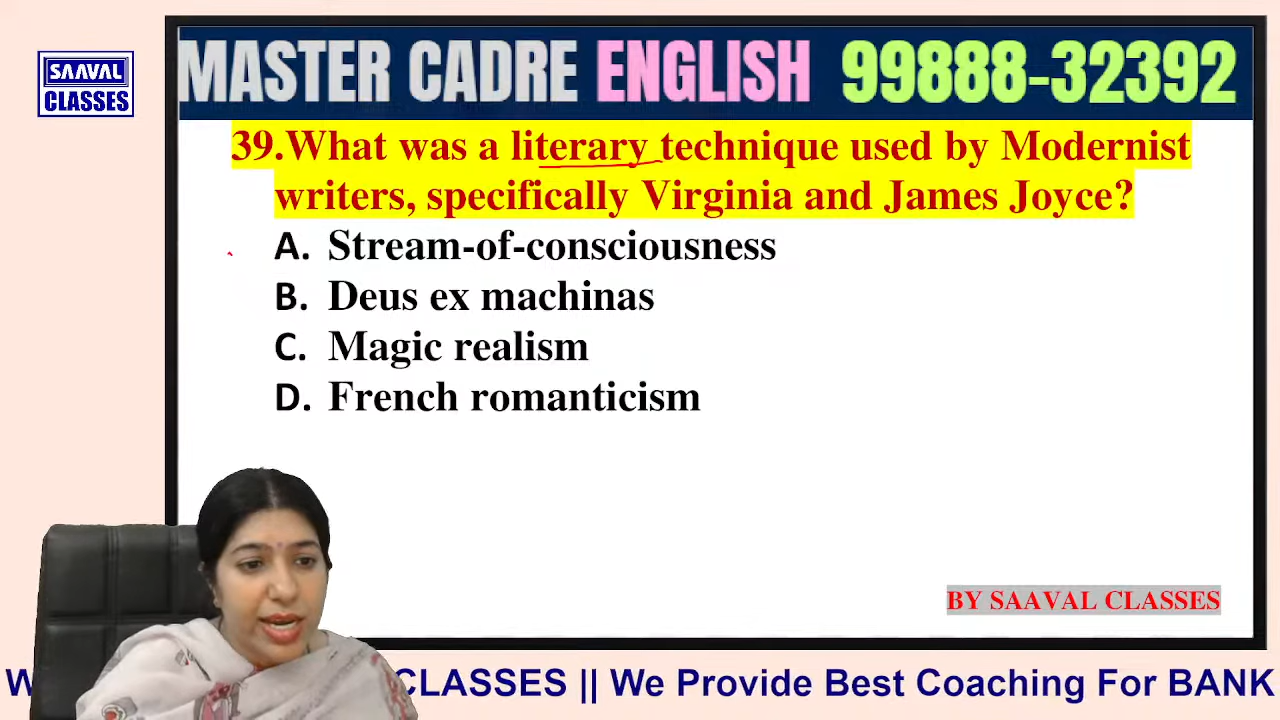 SAAVAL
CLASSES
MASTER CADRE ENGLISH 99888-32392
39.What was a literary technique used by Modernist
writers, specifically Virginia and James Joyce?
A. Stream-of-consciousness
B. Deus ex machinas
C. Magic realism
D. French romanticism
BY SAAVAL CLASSES
CLASSES || We Provide Best Coaching For BANK